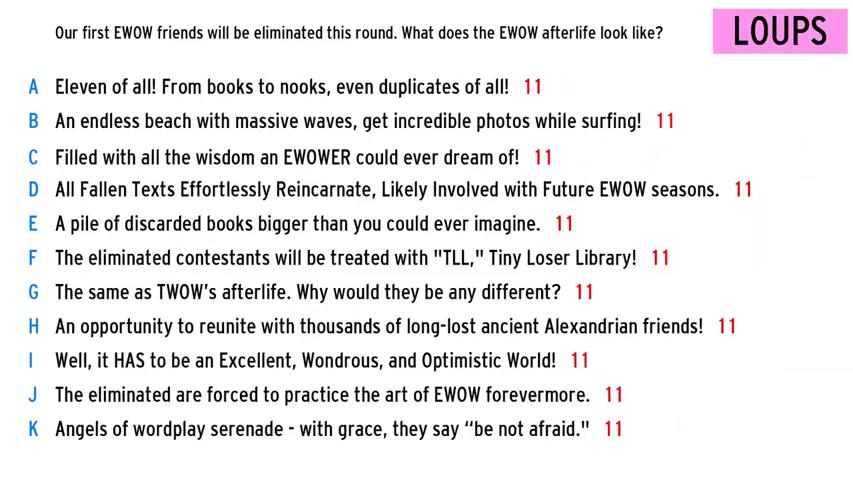 Our first EWOW friends will be eliminated this round. What does the EWOW afterlife look like?
LOUPS
A Eleven of all! From books to nooks, even duplicates of all! 11
B An endless beach with massive waves, get incredible photos while surfing! 11
C Filled with all the wisdom an EWOWER could ever dream of! 11
D All Fallen Texts Effortlessly Reincarnate, Likely Involved with Future EWOW seasons. 11
E A pile of discarded books bigger than you could ever imagine. 11
F The eliminated contestants will be treated with "TLL," Tiny Loser Library! 11
G The same as TWOW's afterlife. Why would they be any different? 11
H An opportunity to reunite with thousands of long-lost ancient Alexandrian friends! 11
I Well, it HAS to be an Excellent, Wondrous, and Optimistic World! 11
J The eliminated are forced to practice the art of EWOW forevermore. 11
K Angels of wordplay serenade - with grace, they say “be not afraid." 11